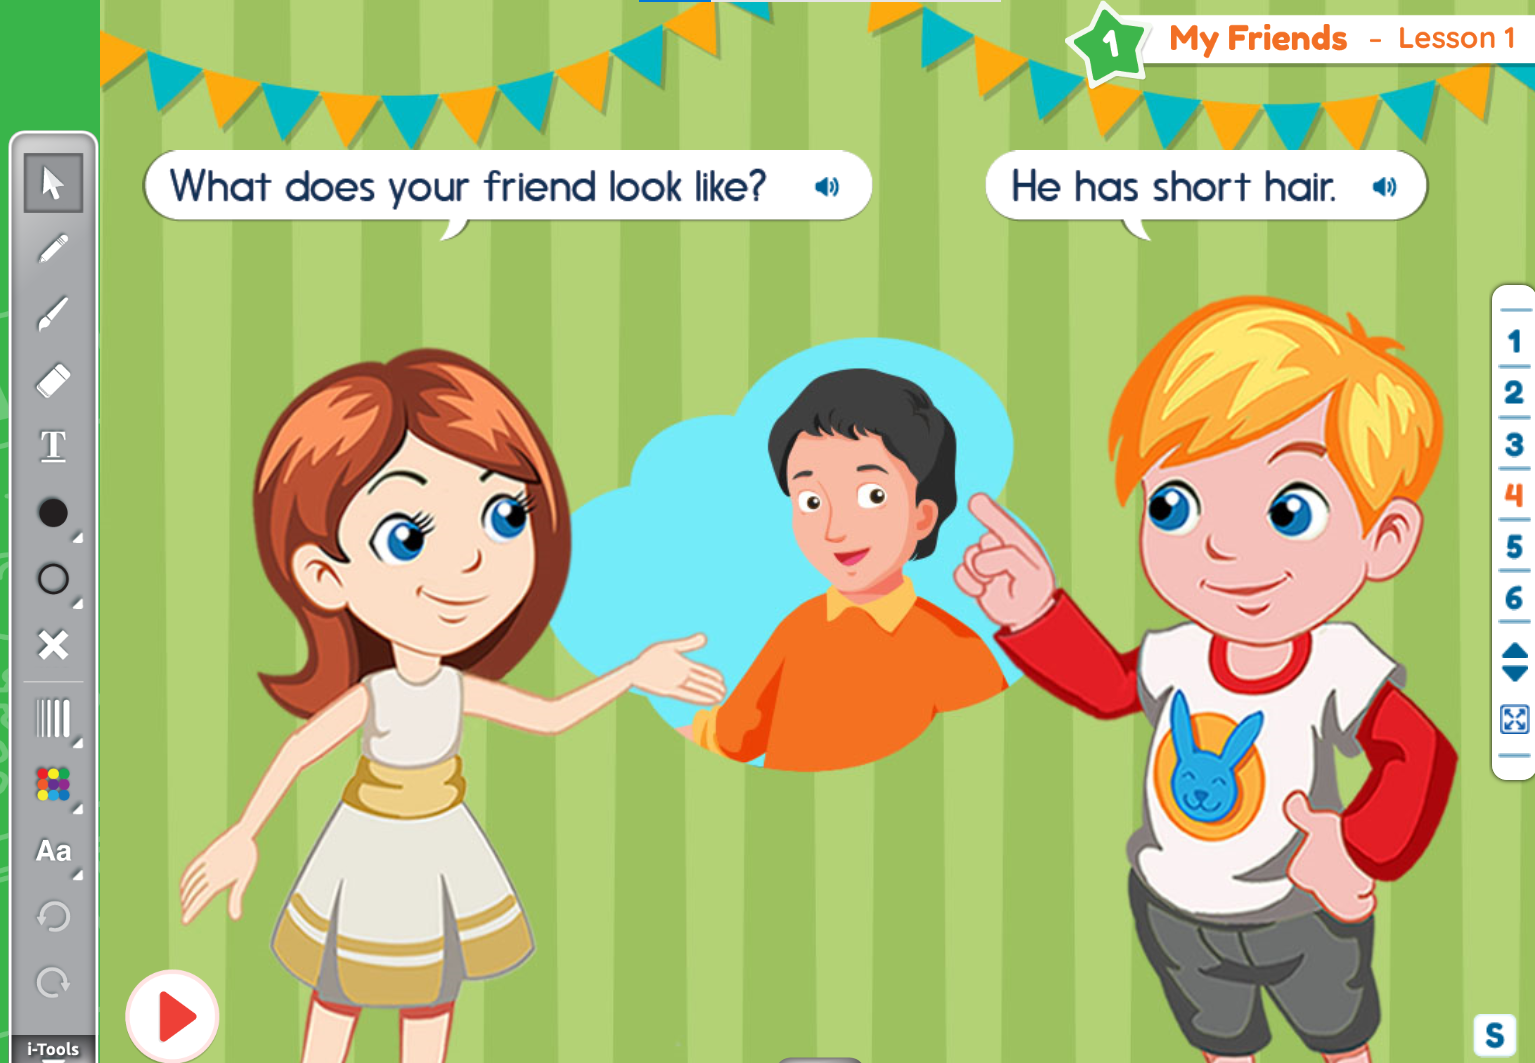 1 My Friends - Lesson 1
What does your friend look like?
He has short hair.
T
Aa
i-Tools
1
2
3
4
5
6
S